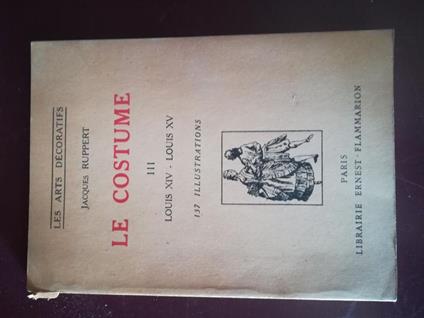 LES ARTS DÉCORATIFS
JACQUES RUPPERT
LE COSTUME
III
LOUIS XIV - LOUIS XV
137 ILLUSTRATIONS
PARIS
LIBRAIRIE ERNEST FLAMMARION